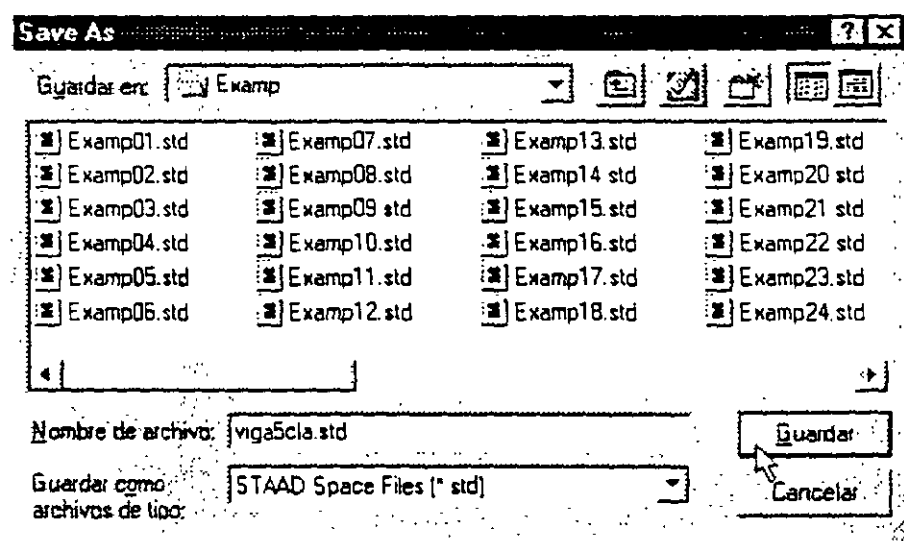 Save As
Guardar en: Examp
Examp01.std Examp07.std Examp13.std Examp19.std
Examp02.std Examp08.std Examp14 std Examp20 std
Examp03.std Examp09 std Examp15.std Examp21 std
Examp04.std Examp10.std Examp16.std Examp22 std
Examp05.std Examp11.std Examp17.std Examp23.std
Examp06.std Examp12.std Examp18.std Examp24.std
Nombre de archivo: viga5cla.std Guardar
Guardar como archivos de tipo: STAAD Space Files (* std) Cancelar